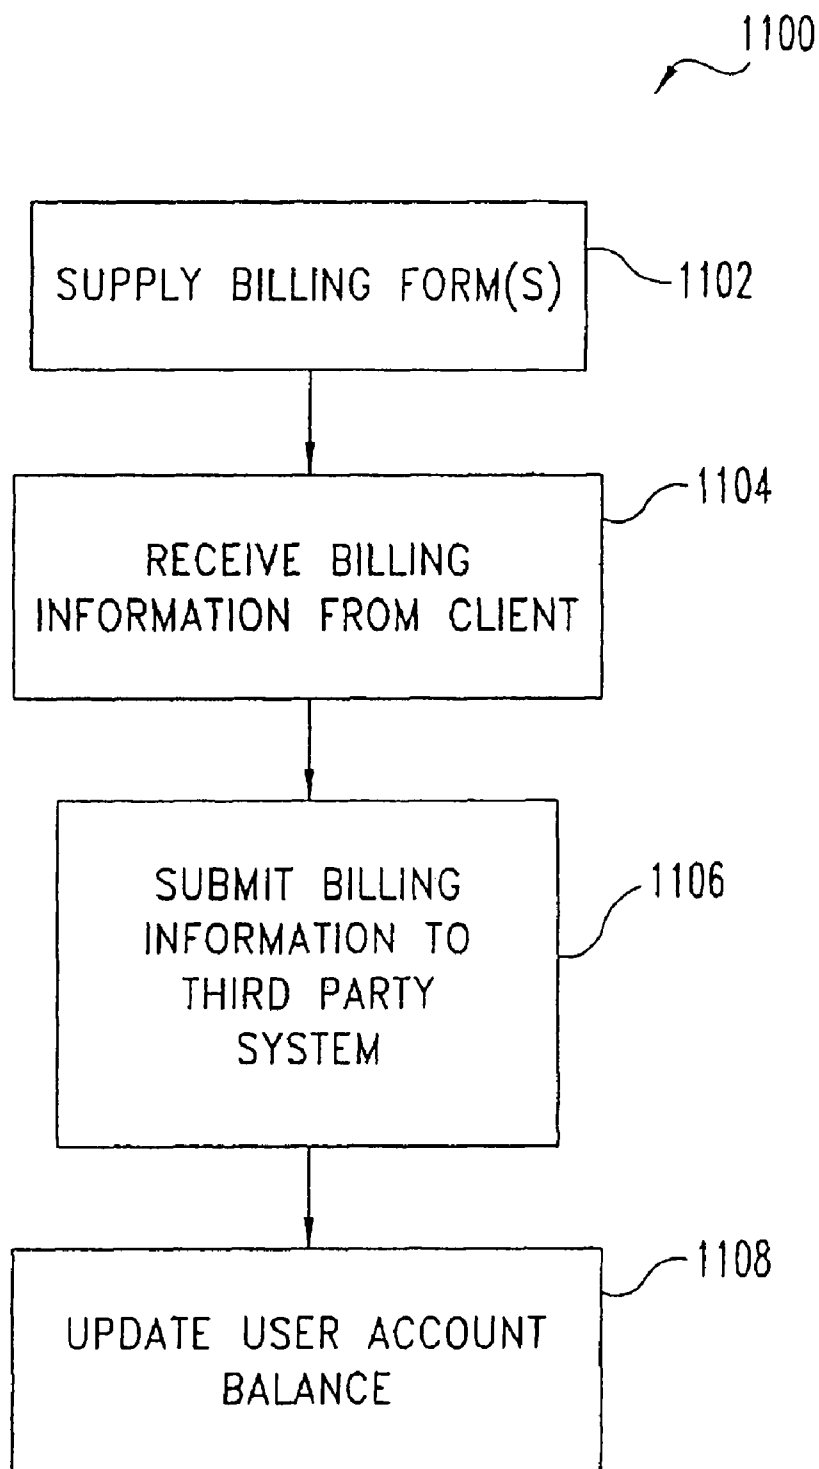 1100
SUPPLY BILLING FORM(S)
1102
1104
RECEIVE BILLING
INFORMATION FROM CLIENT
1106
SUBMIT BILLING
INFORMATION TO
THIRD PARTY
SYSTEM
1108
UPDATE USER ACCOUNT
BALANCE